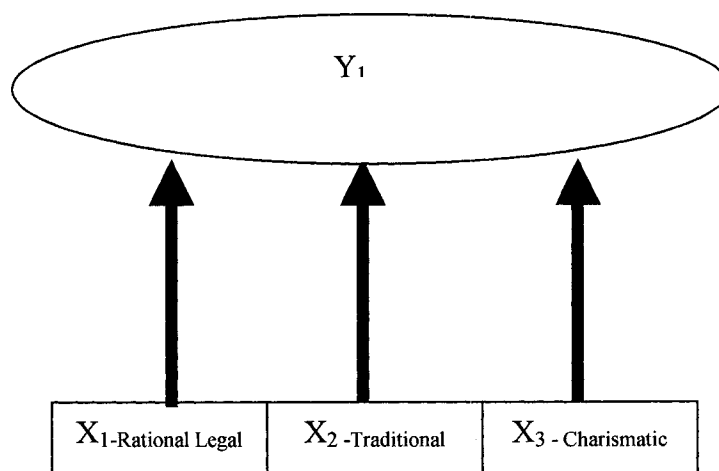 Y₁
X₁-Rational Legal
X₂ -Traditional
X₃ - Charismatic